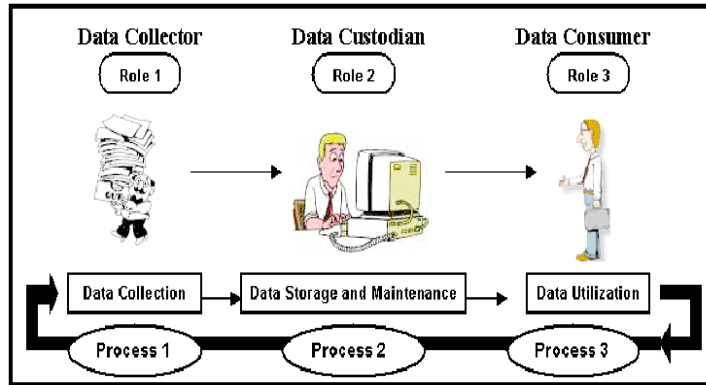 Data Collector Data Custodian Data Consumer
Role 1 Role 2 Role 3
Data Collection Data Storage and Maintenance Data Utilization
Process 1 Process 2 Process 3